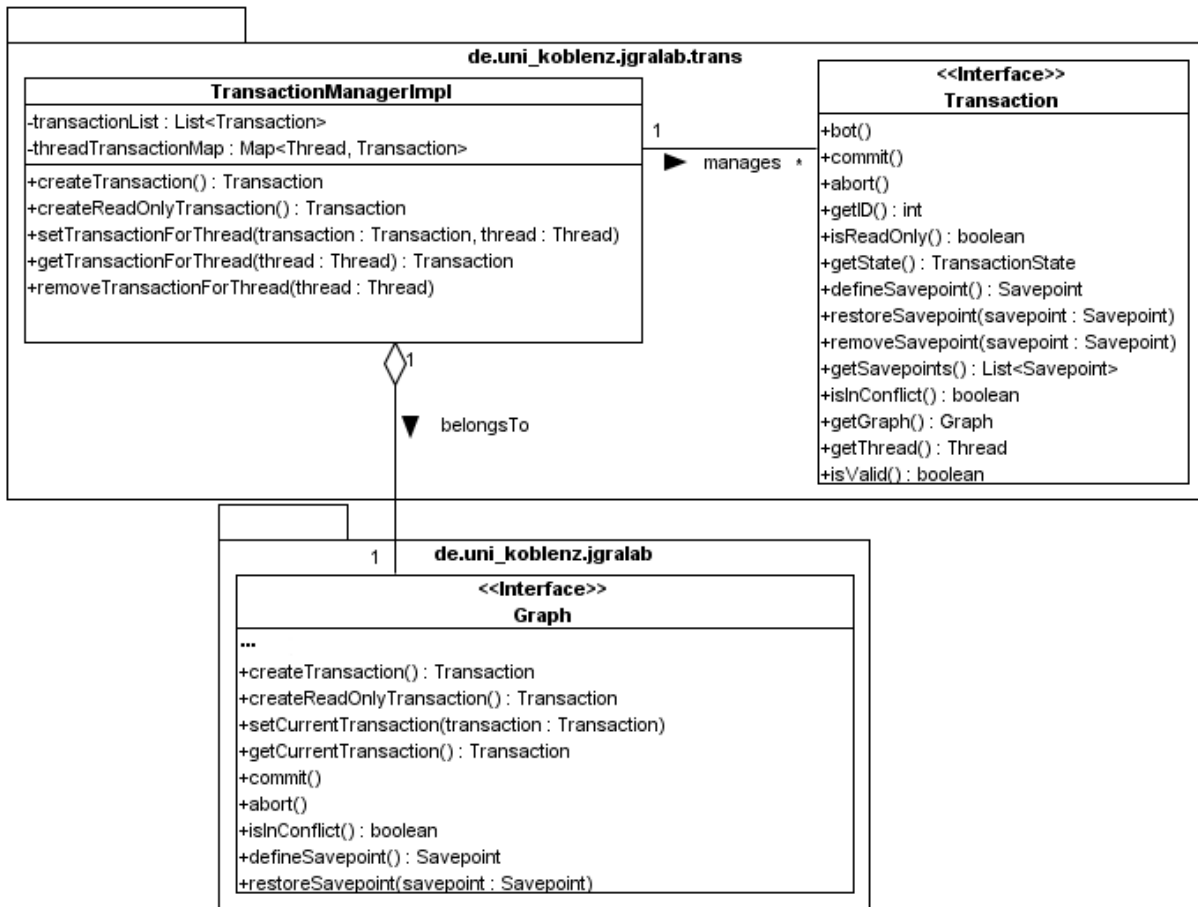 de.uni_koblenz.jgralab.trans
TransactionManagerImpl
-transactionList : List<Transaction>
-threadTransactionMap : Map<Thread, Transaction>
+createTransaction() : Transaction
+createReadOnlyTransaction() : Transaction
+setTransactionForThread(transaction : Transaction, thread : Thread)
+getTransactionForThread(thread : Thread) : Transaction
+removeTransactionForThread(thread : Thread)
1
manages *
<<Interface>>
Transaction
+bot()
+commit()
+abort()
+getID() : int
+isReadOnly() : boolean
+getState() : TransactionState
+defineSavepoint() : Savepoint
+restoreSavepoint(savepoint : Savepoint)
+removeSavepoint(savepoint : Savepoint)
+getSavepoints() : List<Savepoint>
+isInConflict() : boolean
+getGraph() : Graph
+getThread() : Thread
+isValid() : boolean
1
belongsTo
1
de.uni_koblenz.jgralab
<<Interface>>
Graph
...
+createTransaction() : Transaction
+createReadOnlyTransaction() : Transaction
+setCurrentTransaction(transaction : Transaction)
+getCurrentTransaction() : Transaction
+commit()
+abort()
+isInConflict() : boolean
+defineSavepoint() : Savepoint
+restoreSavepoint(savepoint : Savepoint)